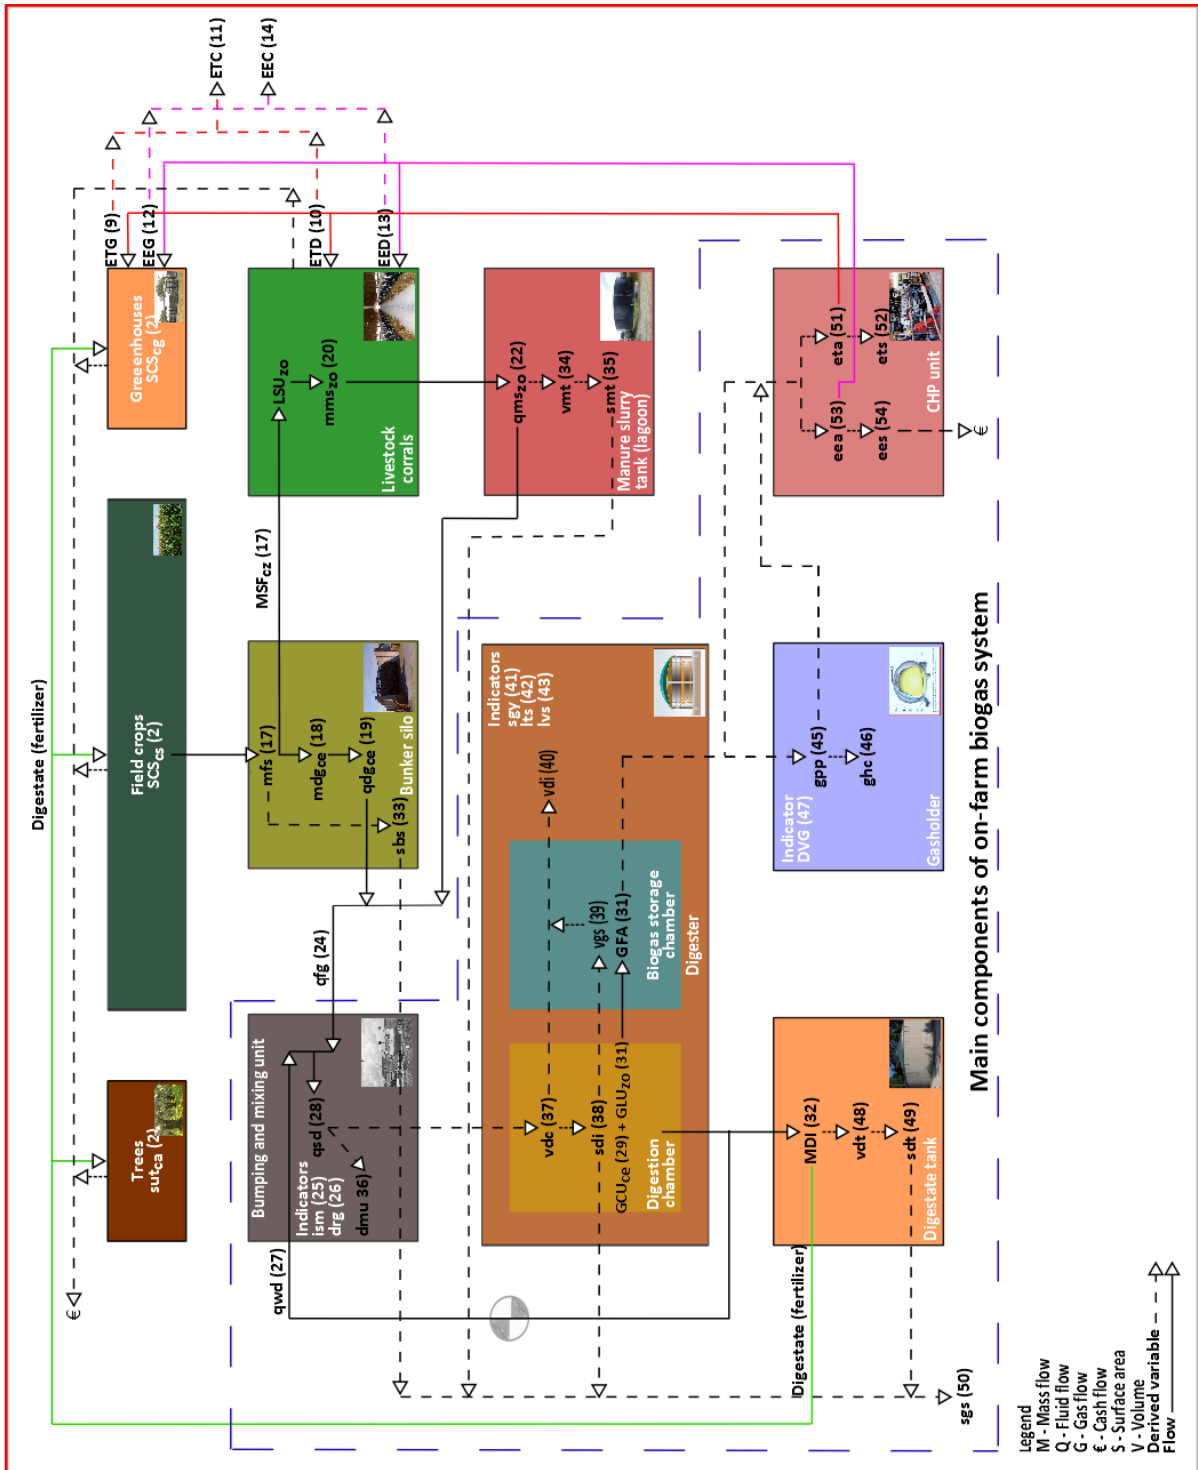 Digestate (fertilizer)
€
Trees
sutca (2)
Field crops
SCScs (2)
Greeenhouses
SCScg (2)
ETG (9)
EEG (12)
ETC (11)
EEC (14)
ETD (10)
EED (13)
qwd (27)
Bumping and mixing unit
Indicators
ism (25)
drg (26)
qsd (28)
dmu 36)
qfg (24)
mfs (17)
mdgce (18)
qdgce (19)
sbs (33)
Bunker silo
MSFcz (17)
LSUzo
mmszo (20)
Livestock
corrals
qmszo (22)
vmt (34)
smt (35)
Manure slurry
tank (lagoon)
Indicators
sgy (41)
lts (42)
lvs (43)
vdc (37)
sdi (38)
GCUce (29) + GLUzo (31)
Digestion
chamber
vdi (40)
vgs (39)
GFA (31)
Biogas storage
chamber
Digester
Digestate (fertilizer)
MDI (32)
vdt (48)
sdt (49)
Digestate tank
Indicator
DVG (47)
gpp (45)
ghc (46)
Gasholder
eea (53)
ees (54)
eta (51)
ets (52)
CHP unit
€
sgs (50)
Main components of on-farm biogas system
Legend
M - Mass flow
Q - Fluid flow
G - Gas flow
€ - Cash flow
S - Surface area
V - Volume
Derived variable
Flow